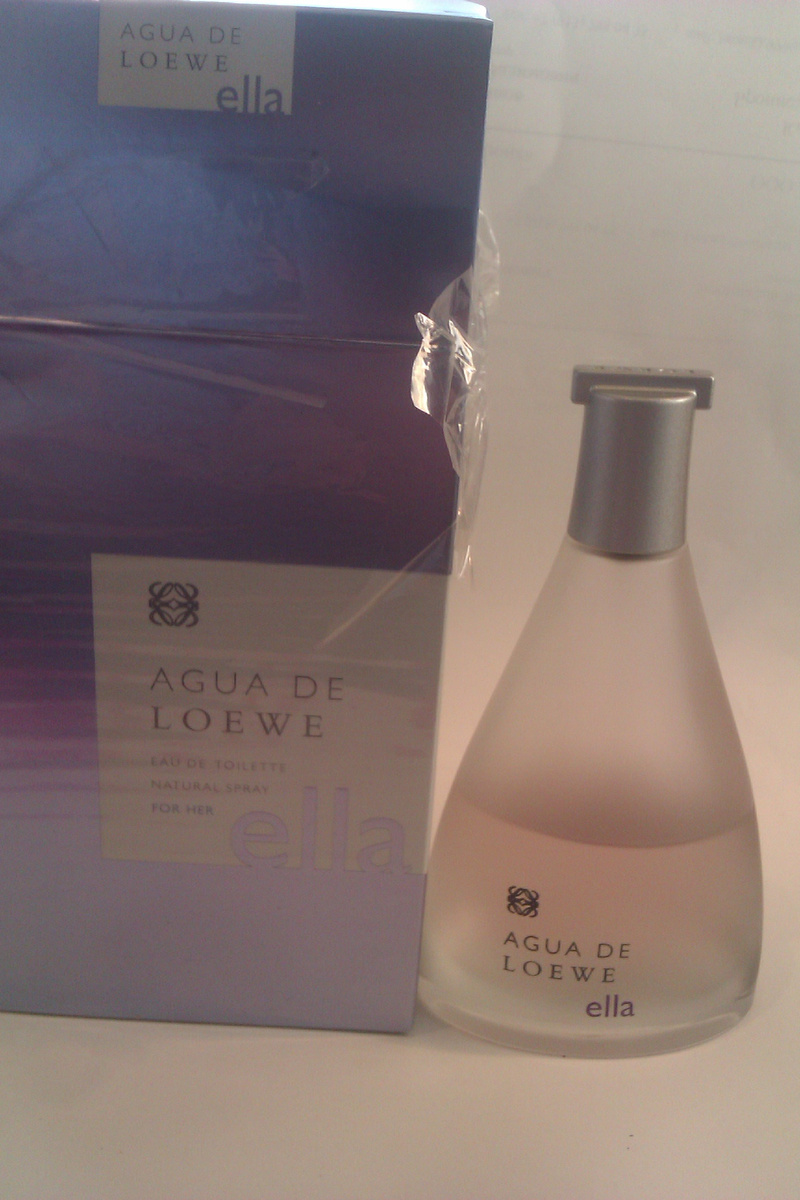 AGUA DE
LOEWE
ella
AGUA DE
LOEWE
EAU DE TOILETTE
NATURAL SPRAY
FOR HER
ella
AGUA DE
LOEWE
ella